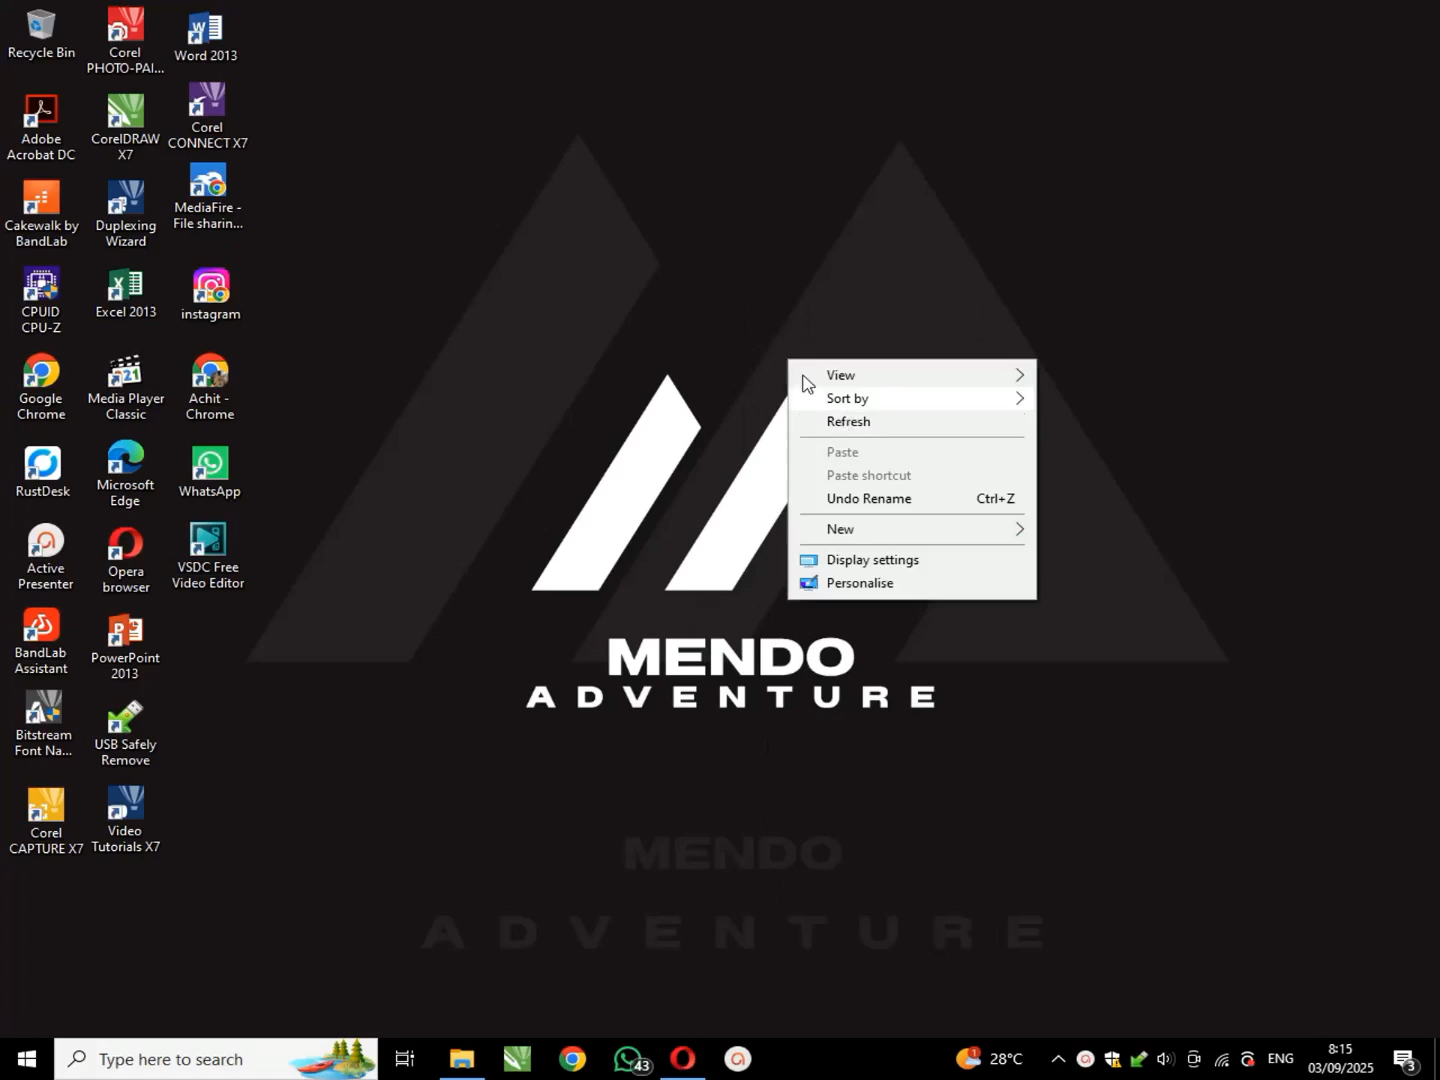 Recycle Bin
Corel
PHOTO-PAI...
Word 2013
Adobe
Acrobat DC
CorelDRAW
X7
Corel
CONNECT X7
Cakewalk by
BandLab
Duplexing
Wizard
MediaFire -
File sharin...
CPUID
CPU-Z
Excel 2013
instagram
Google
Chrome
Media Player
Classic
Achit -
Chrome
RustDesk
Microsoft
Edge
WhatsApp
Active
Presenter
Opera
browser
VSDC Free
Video Editor
BandLab
Assistant
PowerPoint
2013
Bitstream
Font Na...
USB Safely
Remove
Corel
CAPTURE X7
Video
Tutorials X7
View
Sort by
Refresh
Paste
Paste shortcut
Undo Rename Ctrl+Z
New
Display settings
Personalise
MENDO
ADVENTURE
MENDO
ADVENTURE
Type here to search
43
1
28°C
ENG
8:15
03/09/2025
3